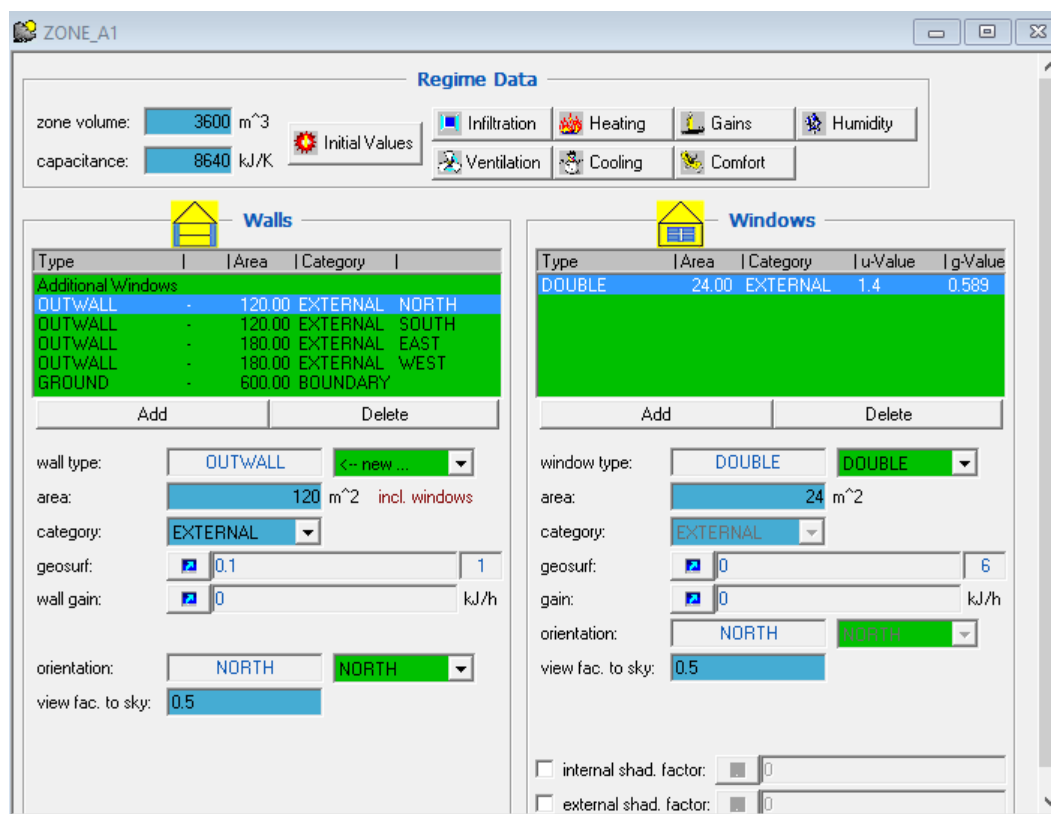 ZONE_A1
Regime Data
zone volume: 3600 m^3
capacitance: 8640 kJ/K
Initial Values
Infiltration Heating Gains Humidity
Ventilation Cooling Comfort
Walls
Type | |Area |Category |
Additional Windows
OUTWALL - 120.00 EXTERNAL NORTH
OUTWALL - 120.00 EXTERNAL SOUTH
OUTWALL - 180.00 EXTERNAL EAST
OUTWALL - 180.00 EXTERNAL WEST
GROUND - 600.00 BOUNDARY
Add Delete
wall type: OUTWALL <-- new ...
area: 120 m^2 incl. windows
category: EXTERNAL
geosurf: 0.1 1
wall gain: 0 kJ/h
orientation: NORTH NORTH
view fac. to sky: 0.5
Windows
Type |Area |Category |u-Value |g-Value
DOUBLE 24.00 EXTERNAL 1.4 0.589
Add Delete
window type: DOUBLE DOUBLE
area: 24 m^2
category: EXTERNAL
geosurf: 0 6
gain: 0 kJ/h
orientation: NORTH NORTH
view fac. to sky: 0.5
internal shad. factor: 0
external shad. factor: 0